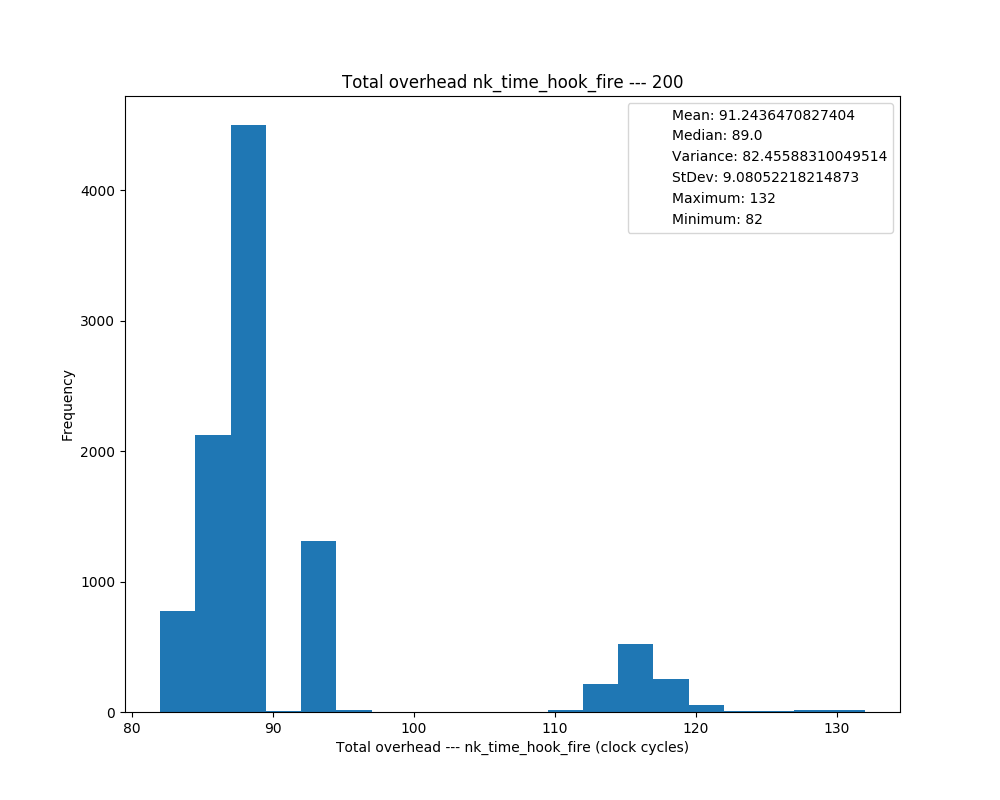 Total overhead nk_time_hook_fire --- 200
Mean: 91.2436470827404
Median: 89.0
Variance: 82.45588310049514
StDev: 9.08052218214873
Maximum: 132
Minimum: 82
4000
3000
2000
1000
0
Frequency
80 90 100 110 120 130
Total overhead --- nk_time_hook_fire (clock cycles)